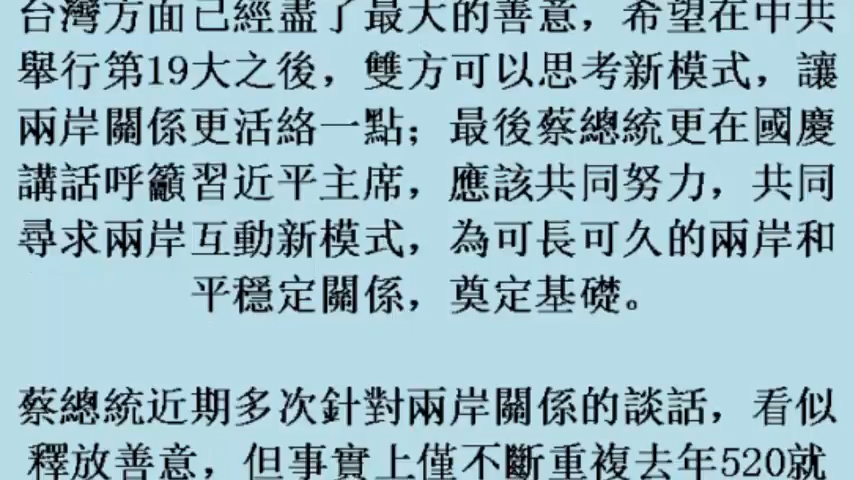 台灣方面已經盡了最大的善意，希望在中共
舉行第19大之後，雙方可以思考新模式，讓
兩岸關係更活絡一點；最後蔡總統更在國慶
講話呼籲習近平主席，應該共同努力，共同
尋求兩岸互動新模式，為可長可久的兩岸和
平穩定關係，奠定基礎。
蔡總統近期多次針對兩岸關係的談話，看似
釋放善意，但事實上僅不斷重複去年520就